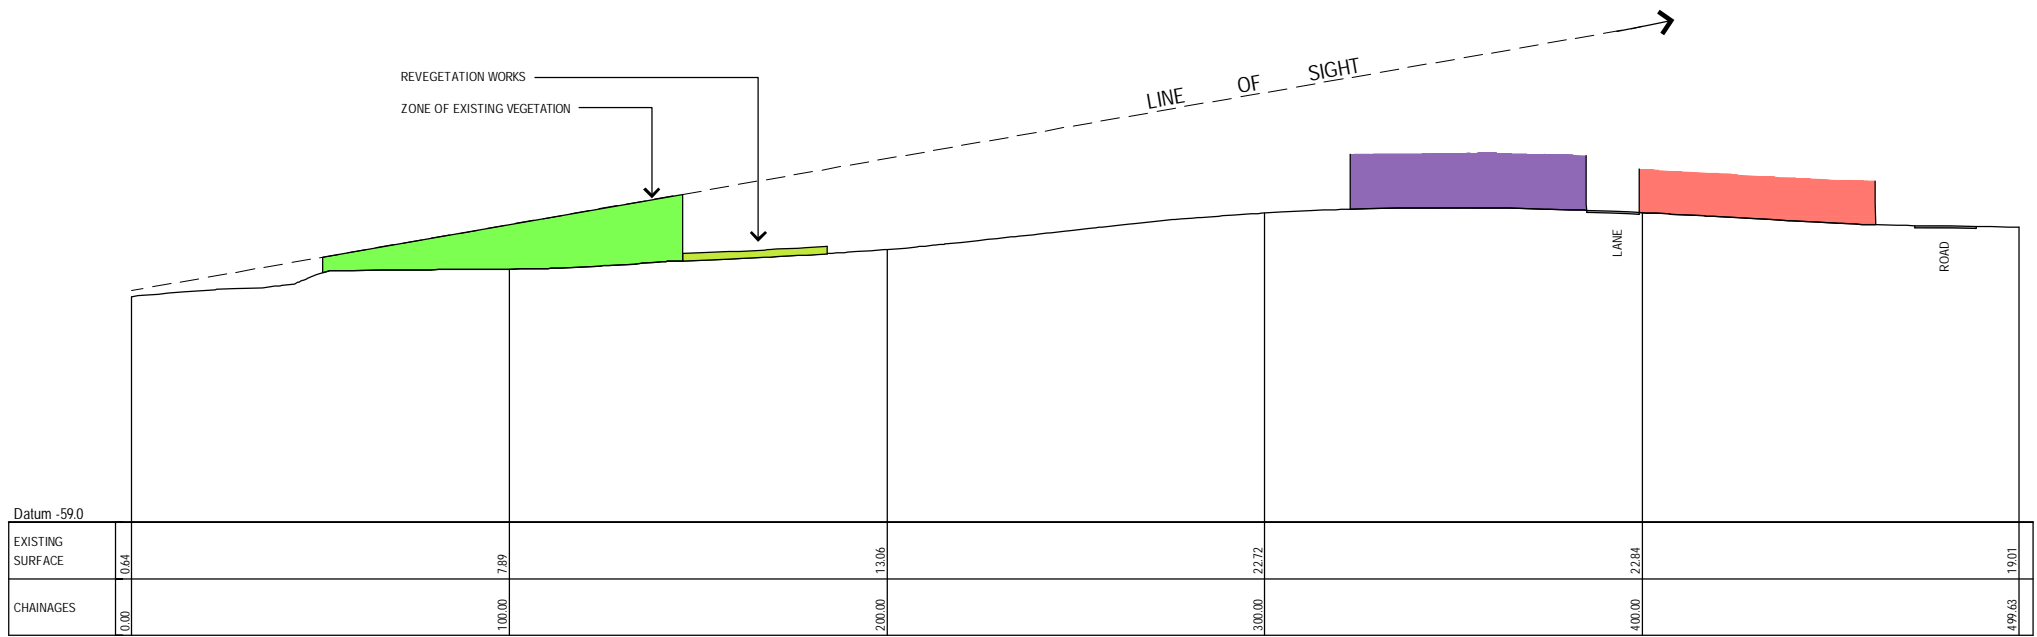 LINE OF SIGHT
REVEGETATION WORKS
ZONE OF EXISTING VEGETATION
LANE
ROAD
Datum -59.0
EXISTING
SURFACE
0.64 7.89 13.06 22.72 22.84 19.01
CHAINAGES
0.00 100.00 200.00 300.00 400.00 499.63